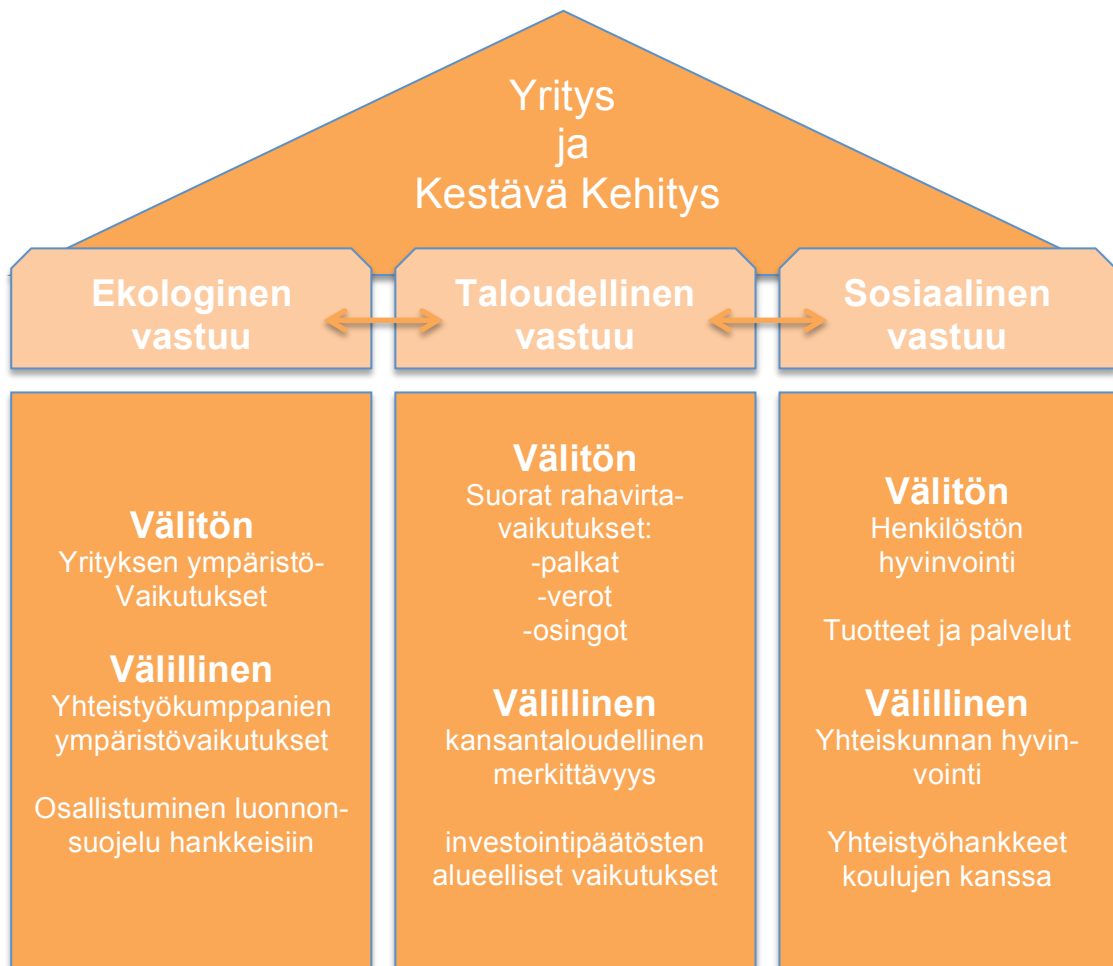 Yritys
ja
Kestävä Kehitys
Ekologinen
vastuu
Taloudellinen
vastuu
Sosiaalinen
vastuu
Välitön
Yrityksen ympäristö-
Vaikutukset
Välillinen
Yhteistyökumppanien
ympäristövaikutukset
Osallistuminen luonnon-
suojelu hankkeisiin
Välitön
Suorat rahavirta-
vaikutukset:
-palkat
-verot
-osingot
Välillinen
kansantaloudellinen
merkittävyys
investointipäätösten
alueelliset vaikutukset
Välitön
Henkilöstön
hyvinvointi
Tuotteet ja palvelut
Välillinen
Yhteiskunnan hyvin-
vointi
Yhteistyöhankkeet
koulujen kanssa